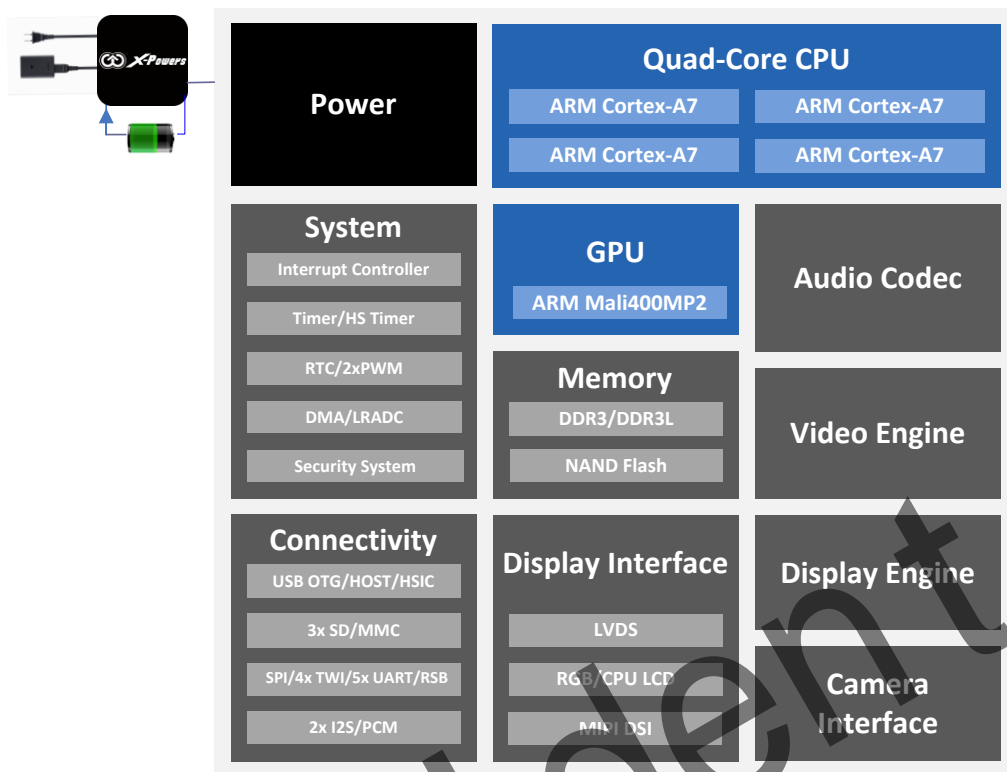 X-Powers
Power
Quad-Core CPU
ARM Cortex-A7
ARM Cortex-A7
ARM Cortex-A7
ARM Cortex-A7
System
Interrupt Controller
Timer/HS Timer
RTC/2xPWM
DMA/LRADC
Security System
GPU
ARM Mali400MP2
Audio Codec
Memory
DDR3/DDR3L
NAND Flash
Video Engine
Connectivity
USB OTG/HOST/HSIC
3x SD/MMC
SPI/4x TWI/5x UART/RSB
2x I2S/PCM
Display Interface
LVDS
RGB/CPU LCD
MIPI DSI
Display Engine
Camera
Interface